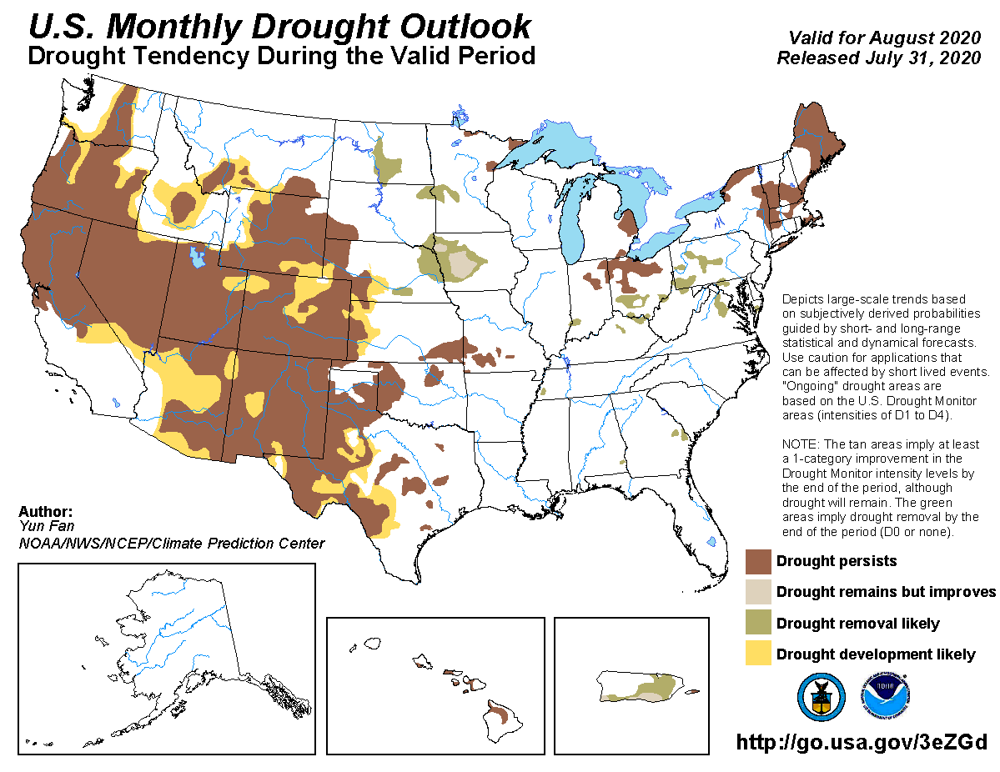 U.S. Monthly Drought Outlook
Drought Tendency During the Valid Period
Valid for August 2020
Released July 31, 2020
Depicts large-scale trends based
on subjectively derived probabilities
guided by short- and long-range
statistical and dynamical forecasts.
Use caution for applications that
can be affected by short lived events.
"Ongoing" drought areas are
based on the U.S. Drought Monitor
areas (intensities of D1 to D4).
NOTE: The tan areas imply at least
a 1-category improvement in the
Drought Monitor intensity levels by
the end of the period, although
drought will remain. The green
areas imply drought removal by the
end of the period (D0 or none).
Author:
Yun Fan
NOAA/NWS/NCEP/Climate Prediction Center
Drought persists
Drought remains but improves
Drought removal likely
Drought development likely
http://go.usa.gov/3eZGd